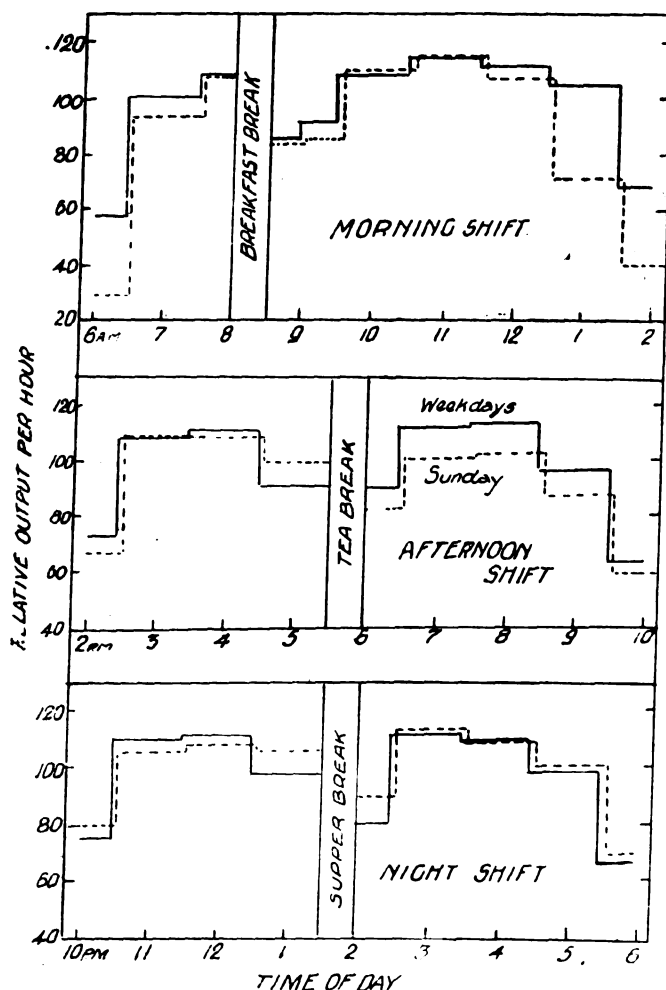 .120
100
80
60
40
20
BREAKFAST BREAK
MORNING SHIFT
6AM 7 8 9 10 11 12 1 2
RELATIVE OUTPUT PER HOUR
120
100
80
60
40
TEA BREAK
Weekdays
Sunday
AFTERNOON
SHIFT
2PM 3 4 5 6 7 8 9 10
120
100
80
60
40
SUPPER BREAK
NIGHT SHIFT
10PM 11 12 1 2 3 4 5 6
TIME OF DAY